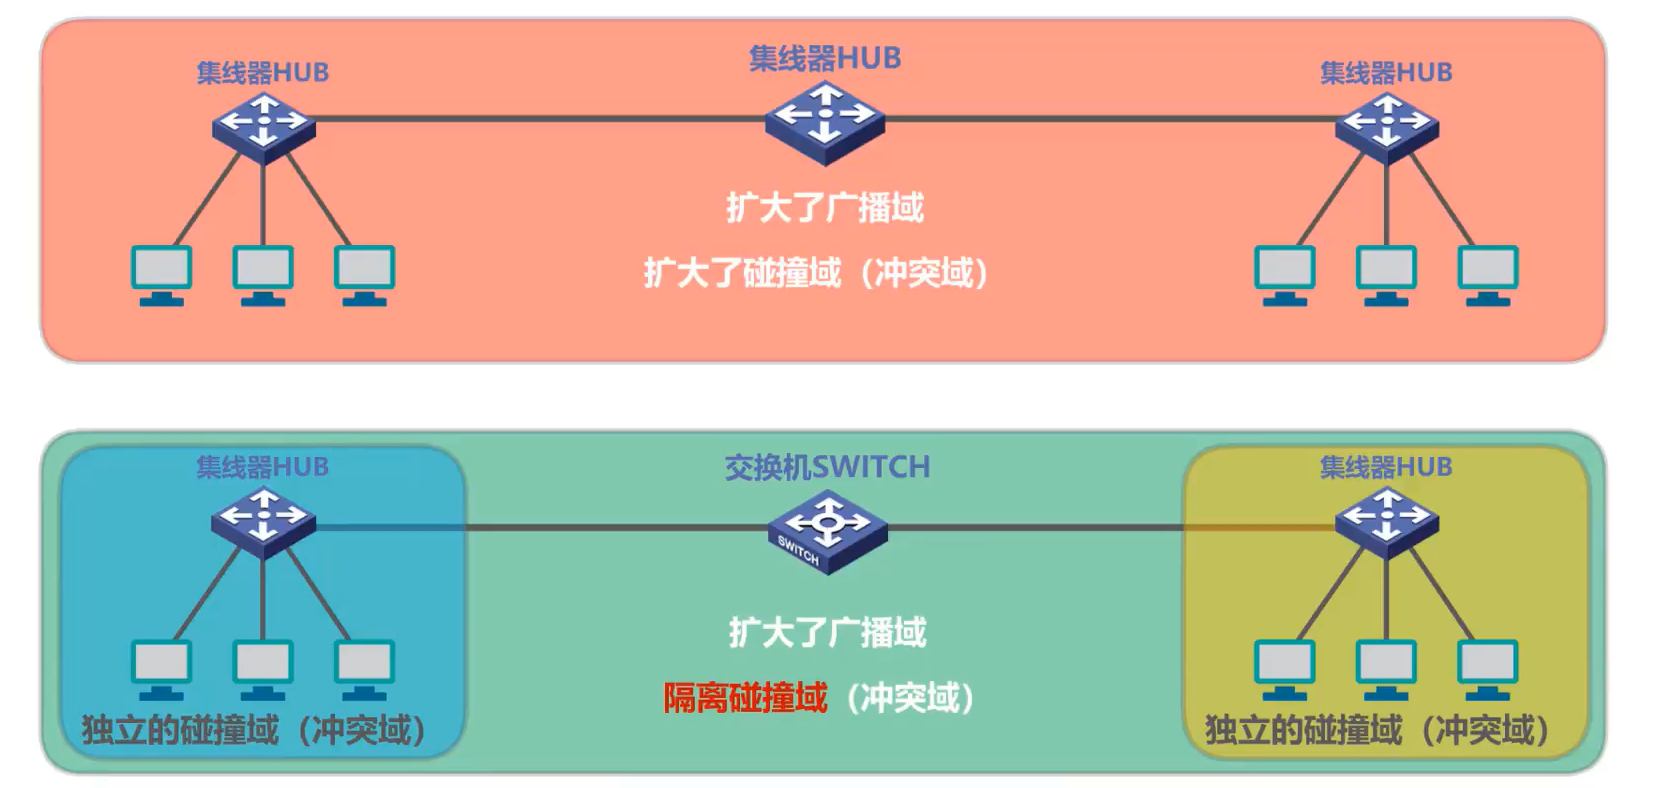 集线器HUB
集线器HUB
集线器HUB
扩大了广播域
扩大了碰撞域（冲突域）
集线器HUB
交换机SWITCH
集线器HUB
SWITCH
扩大了广播域
隔离碰撞域（冲突域）
独立的碰撞域（冲突域）
独立的碰撞域（冲突域）